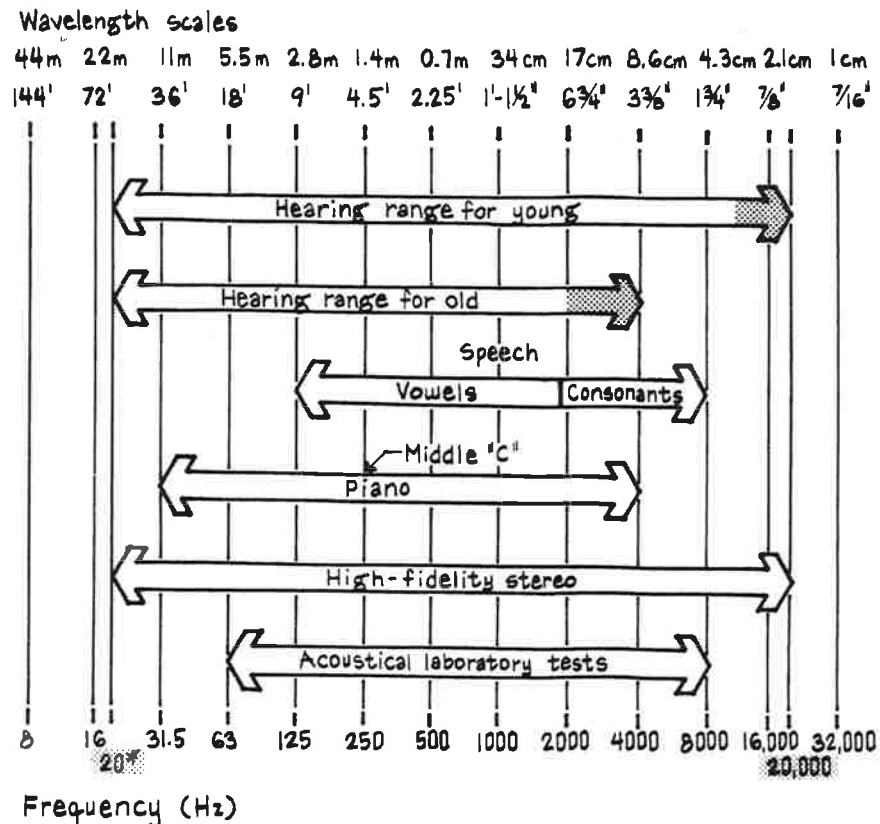 Wavelength scales
44m 22m 11m 5.5m 2.8m 1.4m 0.7m 34cm 17cm 8.6cm 4.3cm 2.1cm 1cm
144' 72' 36' 18' 9' 4.5' 2.25' 1'-1½" 6¾" 3⅜" 1¾" ⅞" 7/16"
Hearing range for young
Hearing range for old
Speech
Vowels Consonants
Middle "C"
Piano
High-fidelity stereo
Acoustical laboratory tests
8 16 31.5 63 125 250 500 1000 2000 4000 8000 16,000 32,000
20* 20,000
Frequency (Hz)